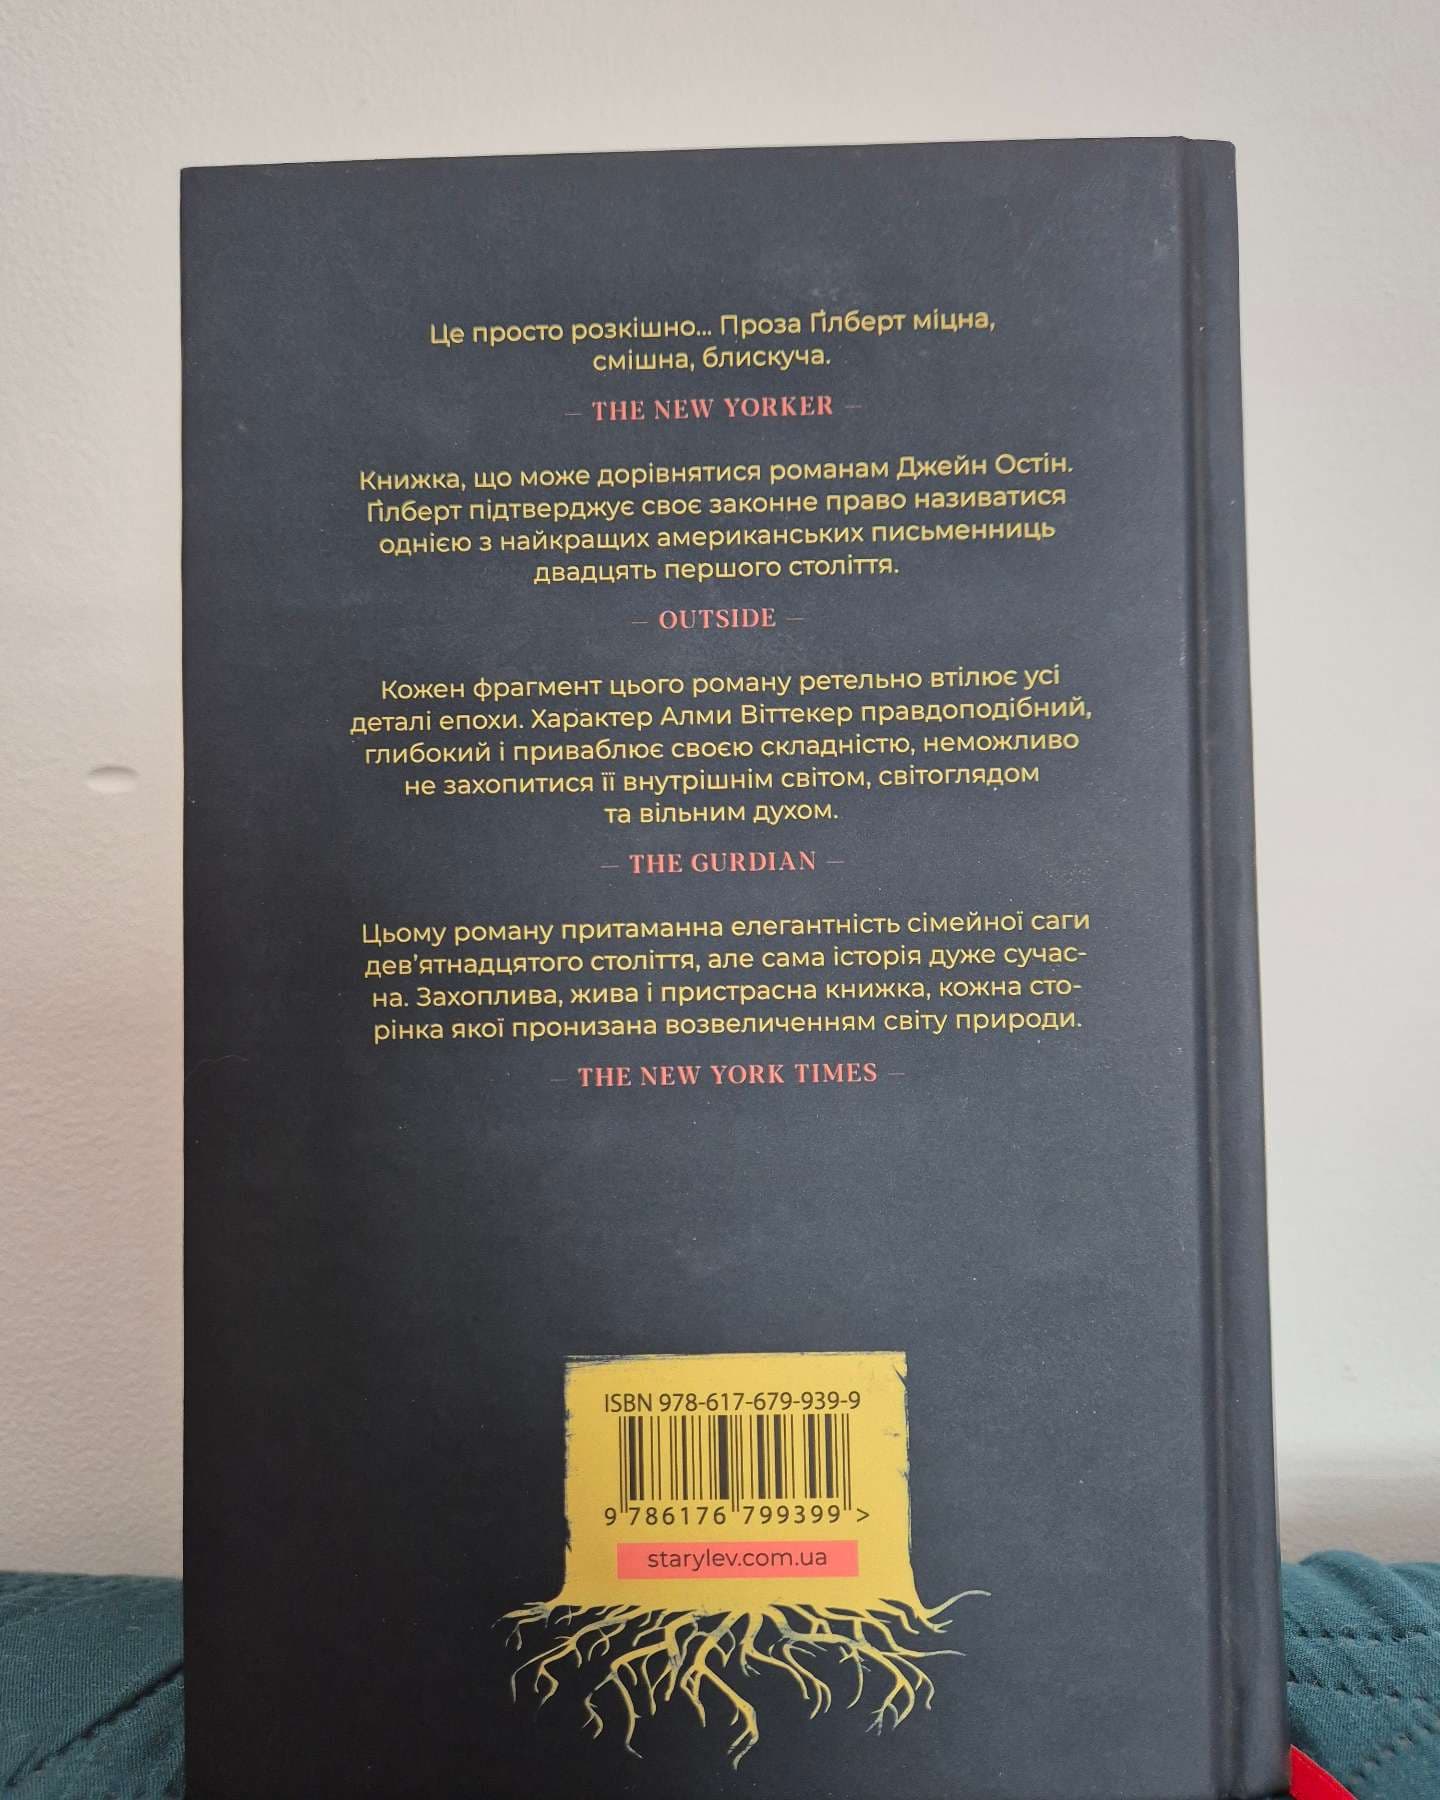 Це просто розкішно... Проза Ґілберт міцна,
смішна, блискуча.
— THE NEW YORKER —
Книжка, що може дорівнятися романам Джейн Остін.
Ґілберт підтверджує своє законне право називатися
однією з найкращих американських письменниць
двадцять першого століття.
— OUTSIDE —
Кожен фрагмент цього роману ретельно втілює усі
деталі епохи. Характер Алми Віттекер правдоподібний,
глибокий і приваблює своєю складністю, неможливо
не захопитися її внутрішнім світом, світоглядом
та вільним духом.
— THE GURDIAN —
Цьому роману притаманна елегантність сімейної саги
дев’ятнадцятого століття, але сама історія дуже сучас-
на. Захоплива, жива і пристрасна книжка, кожна сто-
рінка якої пронизана возвеличенням світу природи.
— THE NEW YORK TIMES —
ISBN 978-617-679-939-9
9 786176 799399 >
starylev.com.ua